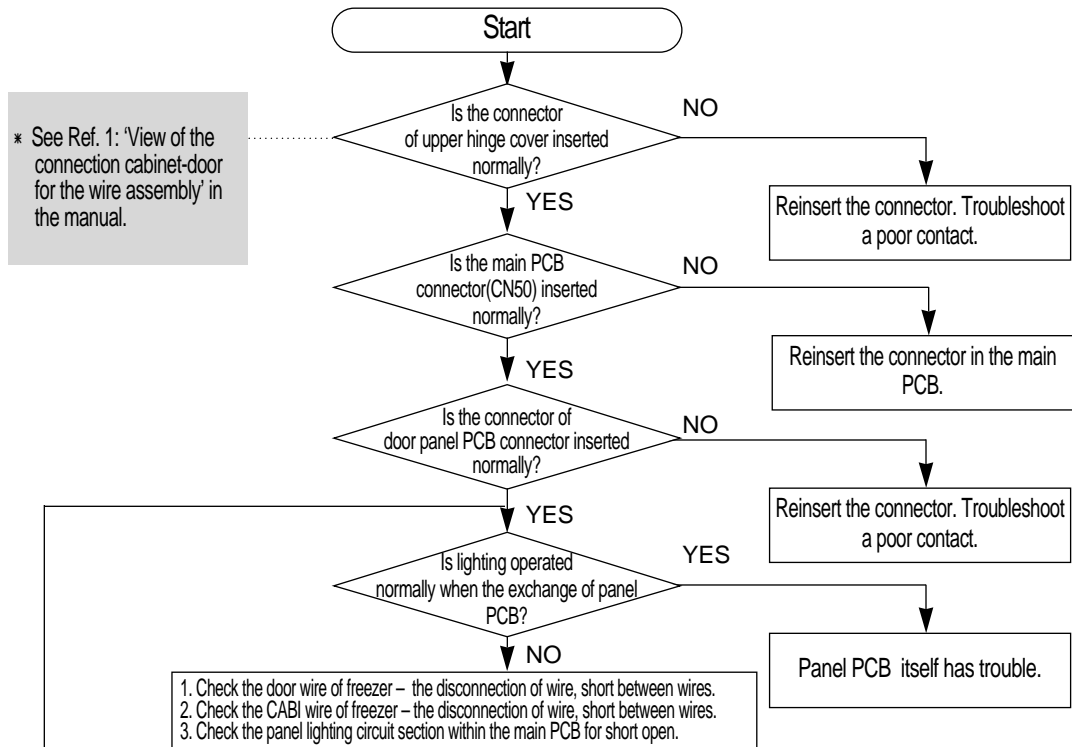 Start
Is the connector
of upper hinge cover inserted
normally?
NO
* See Ref. 1: ‘View of the
connection cabinet-door
for the wire assembly’ in
the manual.
YES
Reinsert the connector. Troubleshoot
a poor contact.
Is the main PCB
connector(CN50) inserted
normally?
NO
YES
Reinsert the connector in the main
PCB.
Is the connector of
door panel PCB connector inserted
normally?
NO
YES
Reinsert the connector. Troubleshoot
a poor contact.
Is lighting operated
normally when the exchange of panel
PCB?
YES
NO
Panel PCB itself has trouble.
1. Check the door wire of freezer – the disconnection of wire, short between wires.
2. Check the CABI wire of freezer – the disconnection of wire, short between wires.
3. Check the panel lighting circuit section within the main PCB for short open.